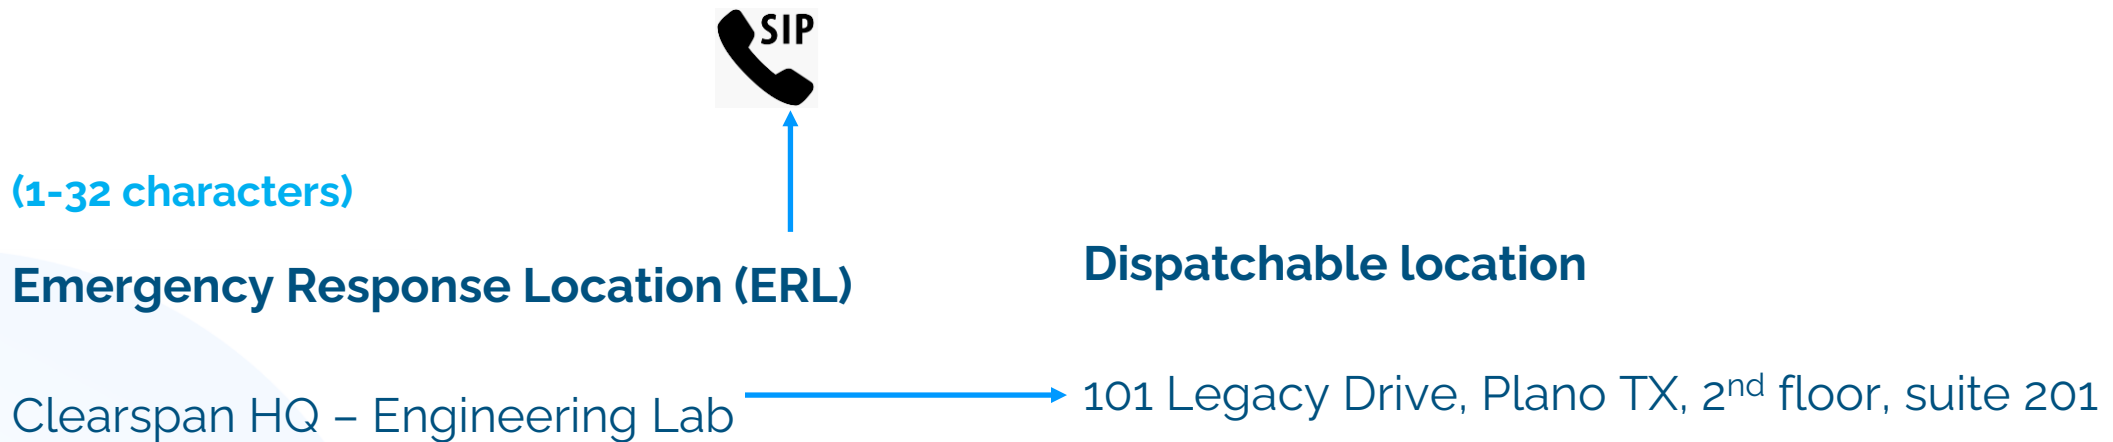 SIP
(1-32 characters)
Emergency Response Location (ERL)
Clearspan HQ – Engineering Lab
Dispatchable location
101 Legacy Drive, Plano TX, 2nd floor, suite 201